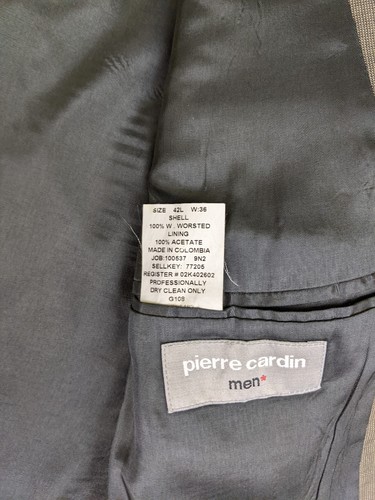 SIZE 42L W:36
SHELL
100% W. WORSTED
LINING
100% ACETATE
MADE IN COLOMBIA
JOB:100537 9N2
SELLKEY: 77205
REGISTER #02K402602
PROFESSIONALLY
DRY CLEAN ONLY
G109
pierre cardin
men*